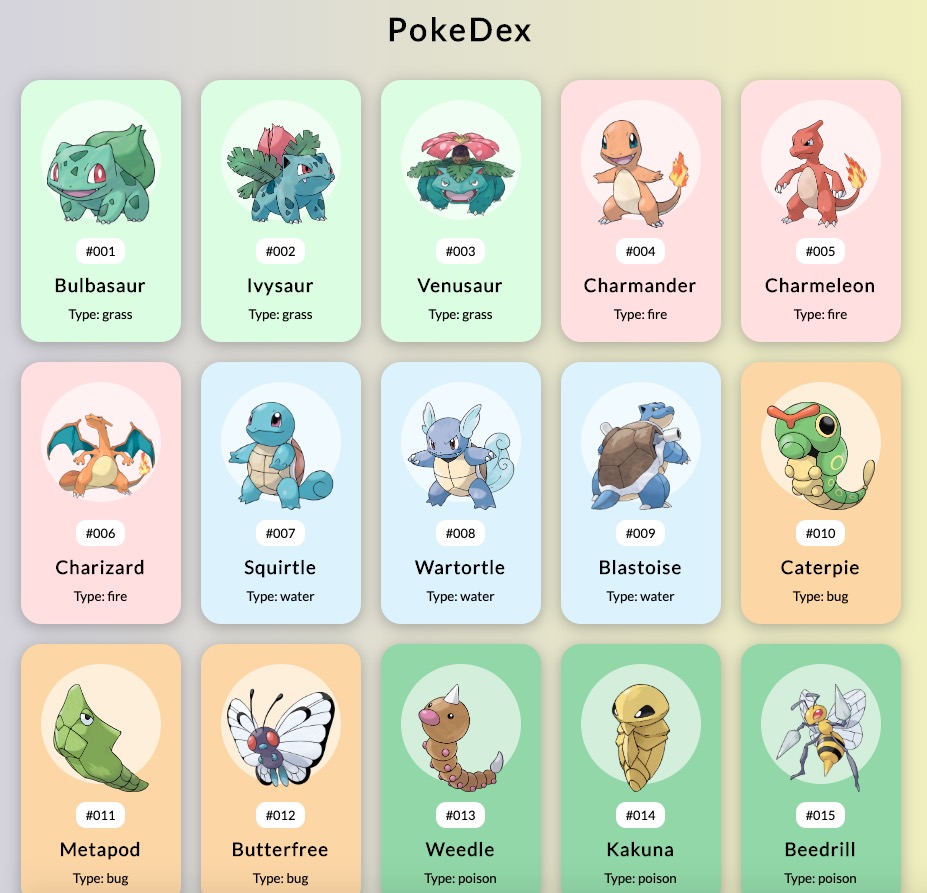 PokeDex
#001
Bulbasaur
Type: grass
#002
Ivysaur
Type: grass
#003
Venusaur
Type: grass
#004
Charmander
Type: fire
#005
Charmeleon
Type: fire
#006
Charizard
Type: fire
#007
Squirtle
Type: water
#008
Wartortle
Type: water
#009
Blastoise
Type: water
#010
Caterpie
Type: bug
#011
Metapod
Type: bug
#012
Butterfree
Type: bug
#013
Weedle
Type: poison
#014
Kakuna
Type: poison
#015
Beedrill
Type: poison